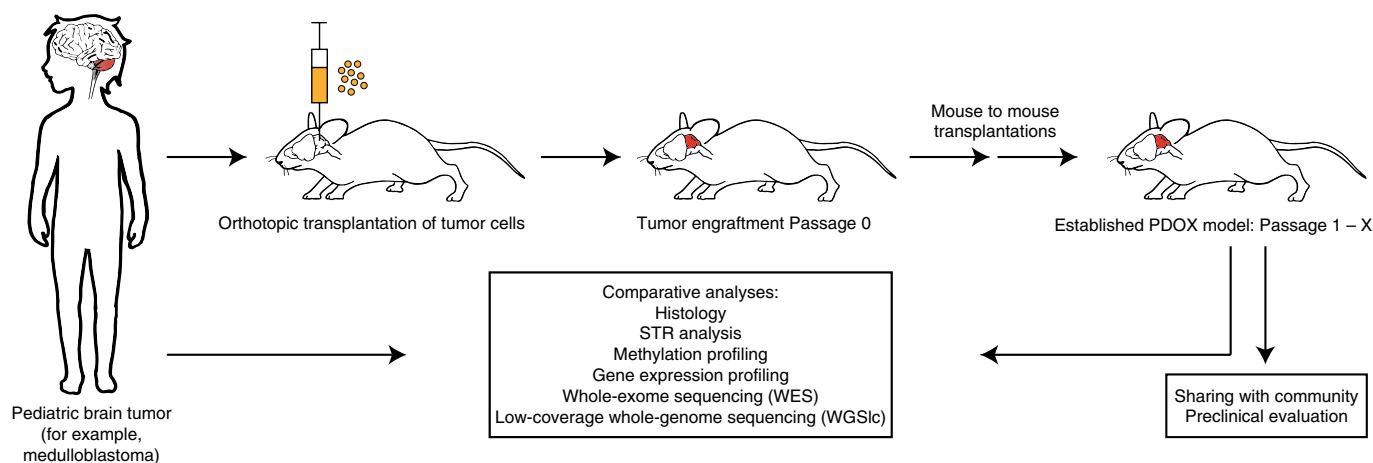 Mouse to mouse
transplantations
Orthotopic transplantation of tumor cells
Tumor engraftment Passage 0
Established PDOX model: Passage 1 – X
Comparative analyses:
Histology
STR analysis
Methylation profiling
Gene expression profiling
Whole-exome sequencing (WES)
Low-coverage whole-genome sequencing (WGSlc)
Sharing with community
Preclinical evaluation
Pediatric brain tumor
(for example,
medulloblastoma)